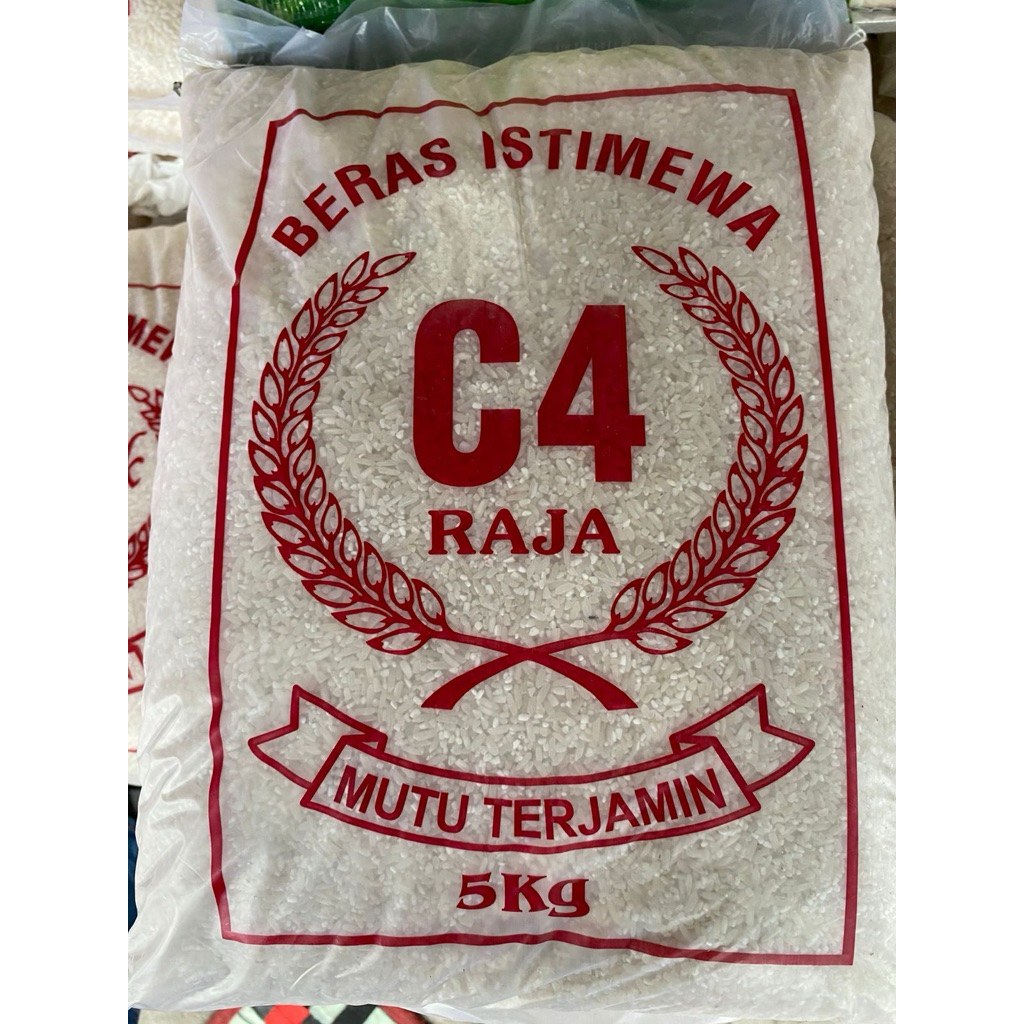 BERAS ISTIMEWA
C4
RAJA
MUTU TERJAMIN
5Kg